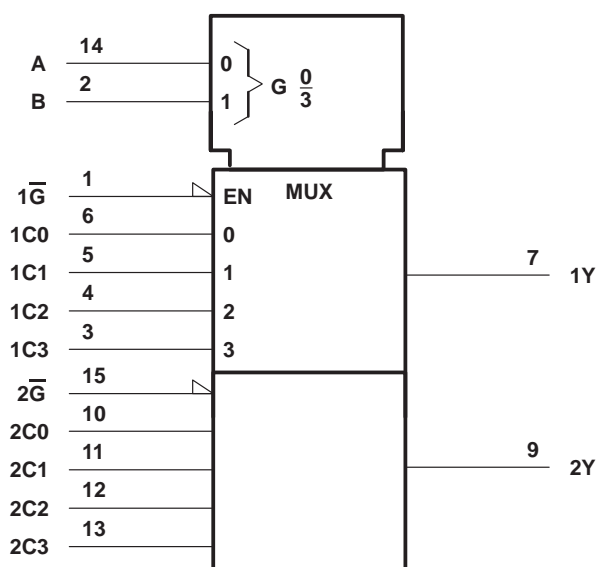 A 14 0 G 0/3
B 2 1
1G̅ 1 EN MUX
1C0 6 0
1C1 5 1 7 1Y
1C2 4 2
1C3 3 3
2G̅ 15
2C0 10
2C1 11 9 2Y
2C2 12
2C3 13